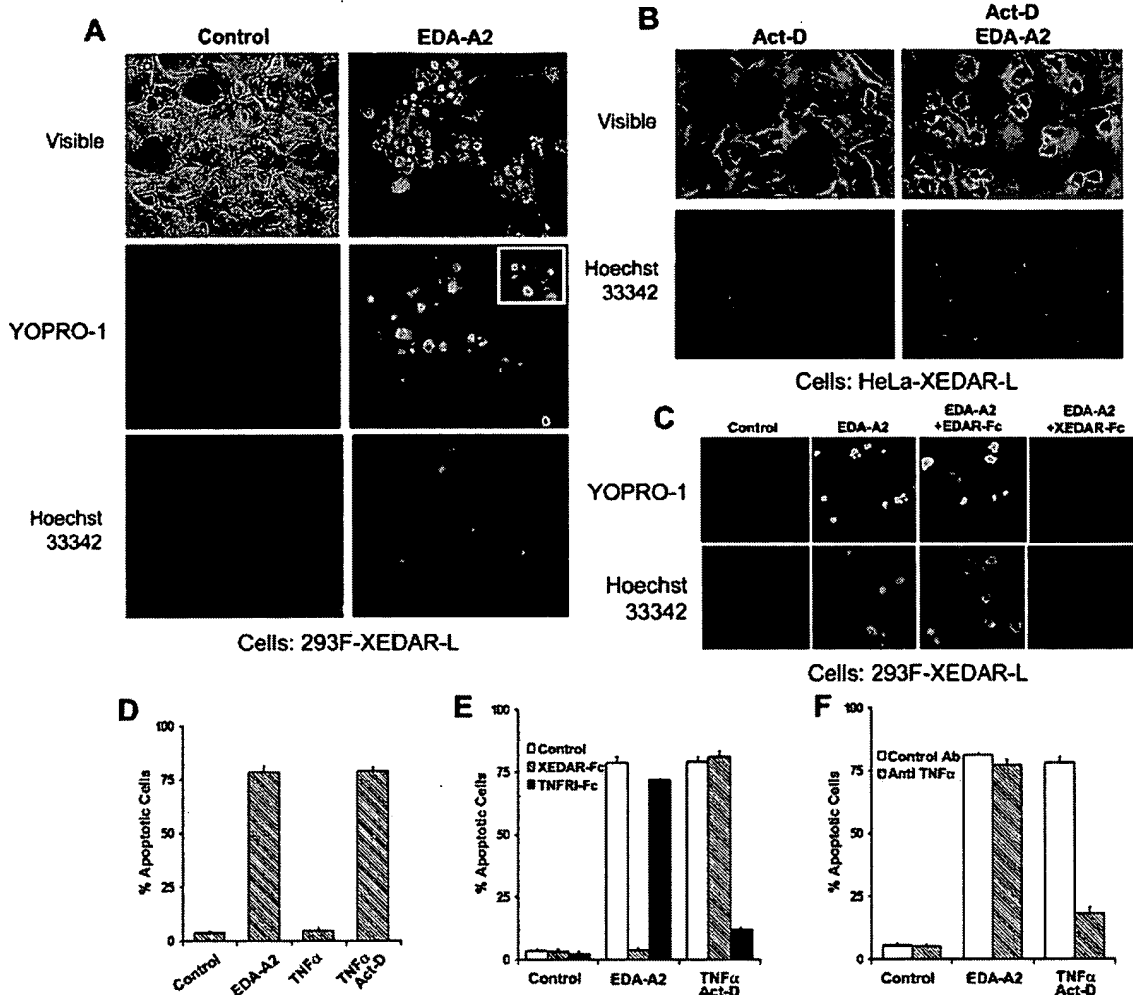 A
Control
EDA-A2
Visible
YOPRO-1
Hoechst
33342
Cells: 293F-XEDAR-L
B
Act-D
Act-D
EDA-A2
Visible
Hoechst
33342
Cells: HeLa-XEDAR-L
C
Control
EDA-A2
EDA-A2
+EDAR-Fc
EDA-A2
+XEDAR-Fc
YOPRO-1
Hoechst
33342
Cells: 293F-XEDAR-L
D
% Apoptotic Cells
100
75
50
25
0
Control
EDA-A2
TNFα
TNFα
Act-D
E
% Apoptotic Cells
100
75
50
25
0
Control
XEDAR-Fc
TNFRI-Fc
Control
EDA-A2
TNFα
Act-D
F
% Apoptotic Cells
100
75
50
25
0
Control Ab
Anti TNFα
Control
EDA-A2
TNFα
Act-D